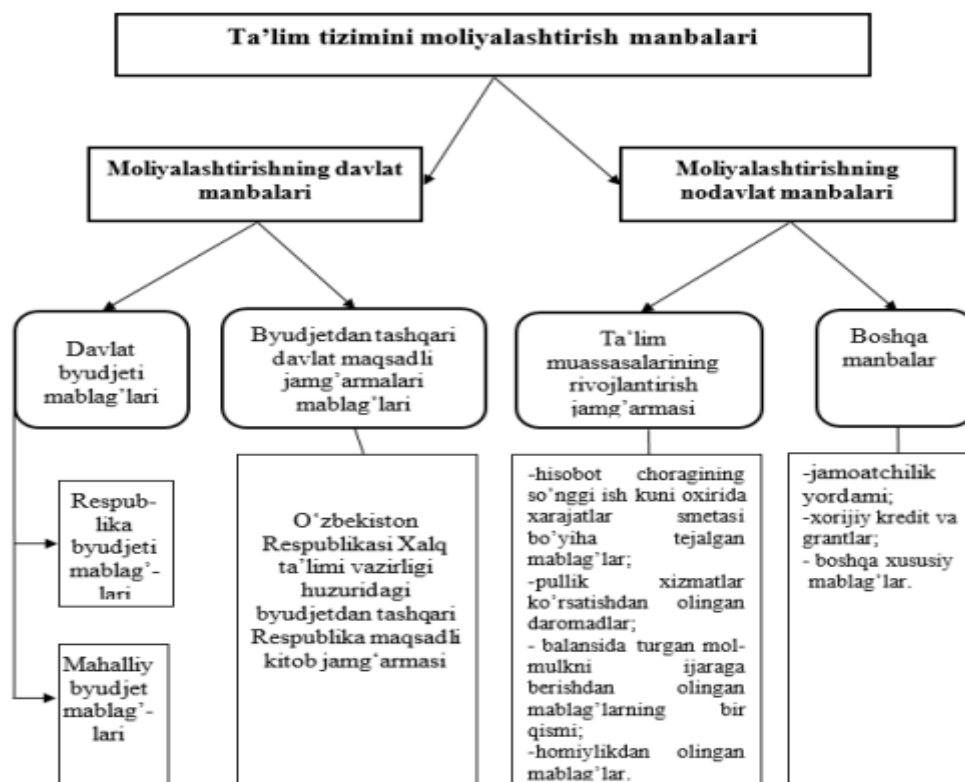 Ta’lim tizimini moliyalashtirish manbalari
Moliyalashtirishning davlat
manbalari
Moliyalashtirishning
nodavlat manbalari
Davlat
byudjeti
mablag’lari
Byudjetdan tashqari
davlat maqsadli
jamg’armalari
mablag’lari
Ta’lim
muassasalarining
rivojlantirish
jamg’armasi
Boshqa
manbalar
Respub-
lika
byudjeti
mablag’-
lari
Mahalliy
byudjet
mablag’-
lari
O‘zbekiston
Respublikasi Xalq
ta’limi vazirligi
huzuridagi
byudjetdan tashqari
Respublika maqsadli
kitob jamg‘armasi
-hisobot choragining
so’nggi ish kuni oxirida
xarajatlar smetasi
bo’yiha tejalgan
mablag’lar;
-pullik xizmatlar
ko’rsatishdan olingan
daromadlar;
- balansida turgan mol-
mulkni ijaraga
berishdan olingan
mablag’larning bir
qismi;
-homiylikdan olingan
mablag’lar.
-jamoatchilik
yordami;
-xorijiy kredit va
grantlar;
- boshqa xususiy
mablag’lar.